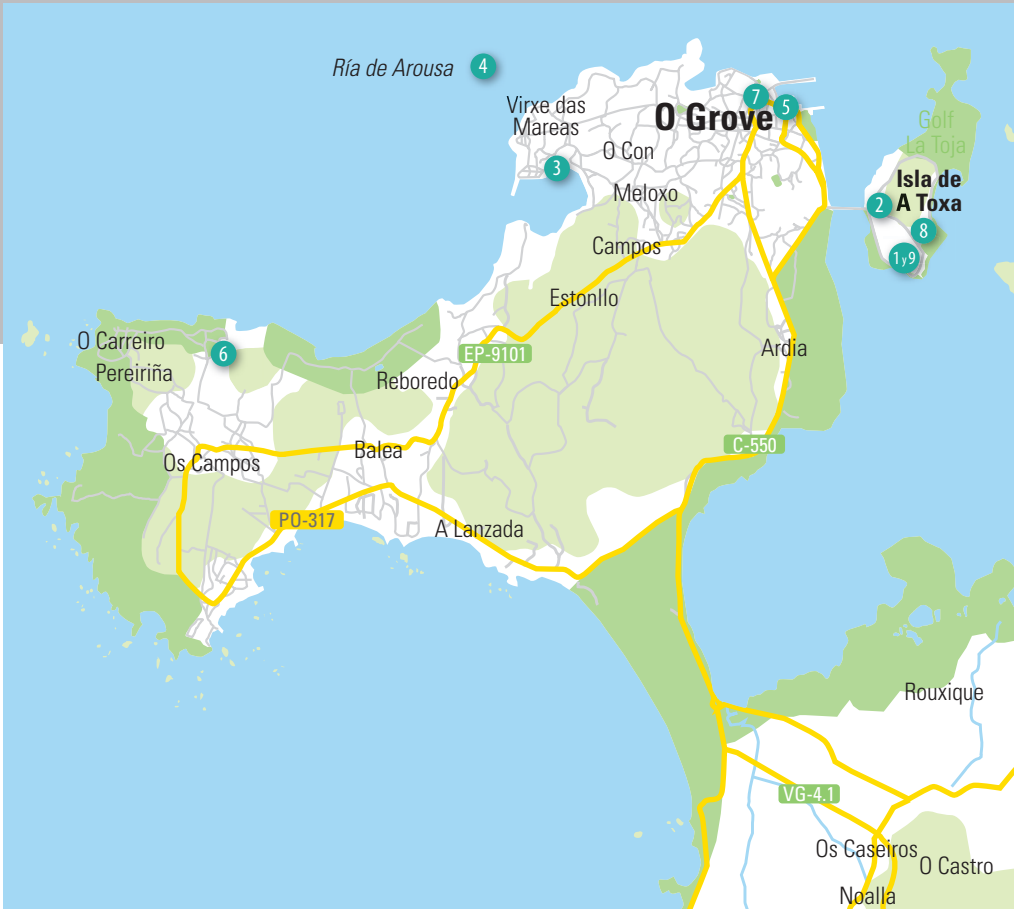 Ría de Arousa
4
Virxe das
Mareas
7
5
O Grove
O Con
3
Meloxo
Golf
La Toja
Isla de
A Toxa
2
8
1 y 9
Campos
Estonllo
O Carreiro
Pereiriña
6
EP-9101
Ardia
Reboredo
Balea
C-550
Os Campos
PO-317
A Lanzada
Rouxique
VG-4.1
Os Caseiros
O Castro
Noalla